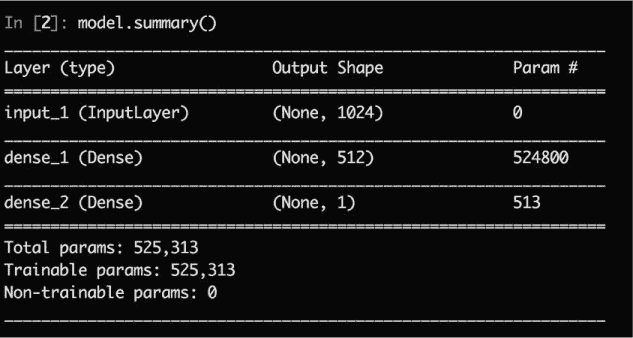 In [2]: model.summary()
Layer (type) Output Shape Param #
input_1 (InputLayer) (None, 1024) 0
dense_1 (Dense) (None, 512) 524800
dense_2 (Dense) (None, 1) 513
Total params: 525,313
Trainable params: 525,313
Non-trainable params: 0